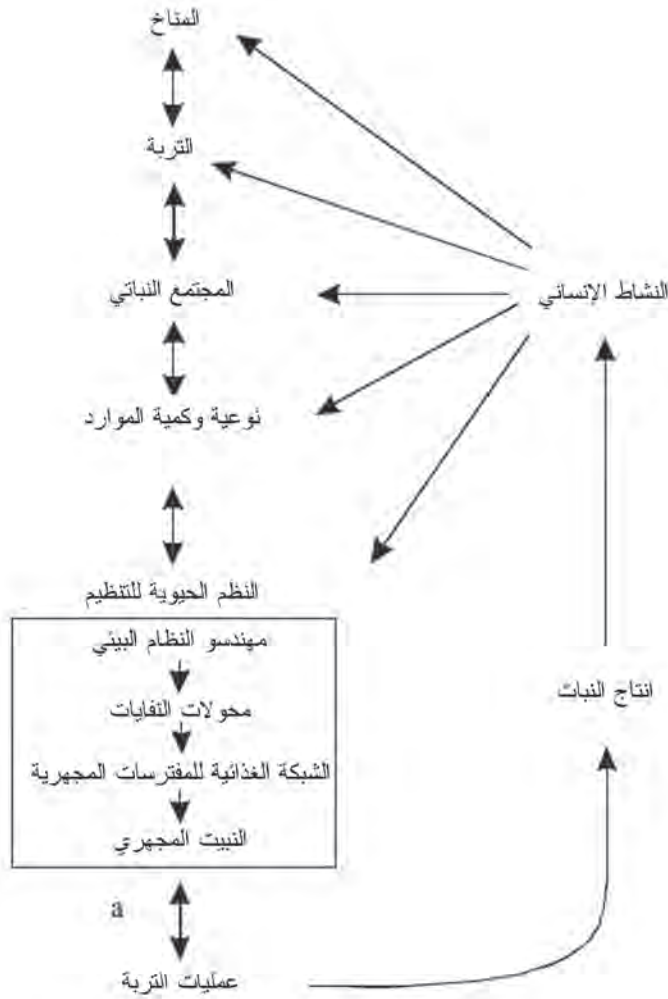 المناخ
التربة
النشاط الإنساني
المجتمع النباتي
نوعية وكمية الموارد
النظم الحيوية للتنظيم
مهندسو النظام البيئي
محولات النفايات
الشبكة الغذائية للمفترسات المجهرية
النبيت المجهري
انتاج النبات
a
عمليات التربة